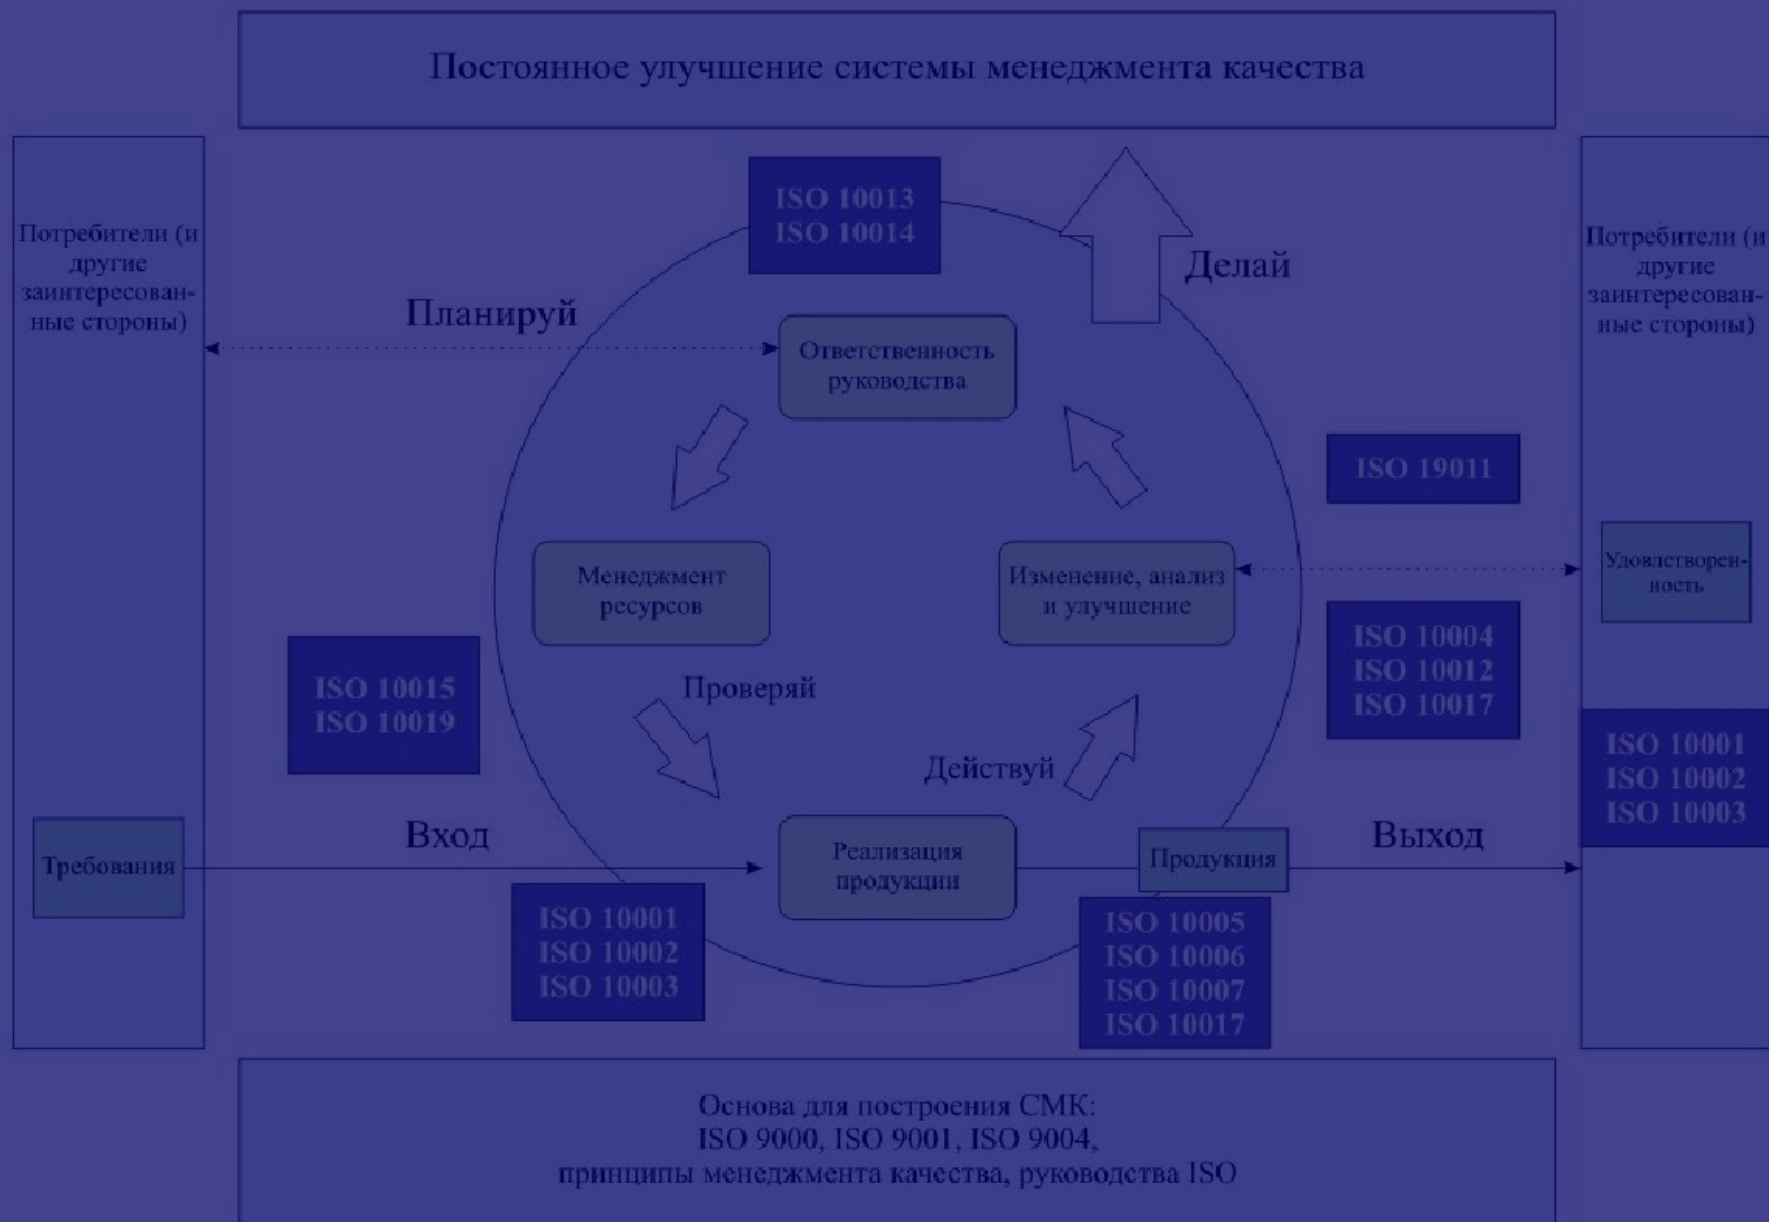 Постоянное улучшение системы менеджмента качества
Потребители (и
другие
заинтересован-
ные стороны)
Требования
ISO 10013
ISO 10014
Делай
Планируй
Ответственность
руководства
Менеджмент
ресурсов
Изменение, анализ
и улучшение
ISO 10015
ISO 10019
Проверяй
Действуй
Вход
Реализация
продукции
Продукция
Выход
ISO 10001
ISO 10002
ISO 10003
ISO 10005
ISO 10006
ISO 10007
ISO 10017
ISO 19011
ISO 10004
ISO 10012
ISO 10017
Потребители (и
другие
заинтересован-
ные стороны)
Удовлетворен-
ность
ISO 10001
ISO 10002
ISO 10003
Основа для построения СМК:
ISO 9000, ISO 9001, ISO 9004,
принципы менеджмента качества, руководства ISO